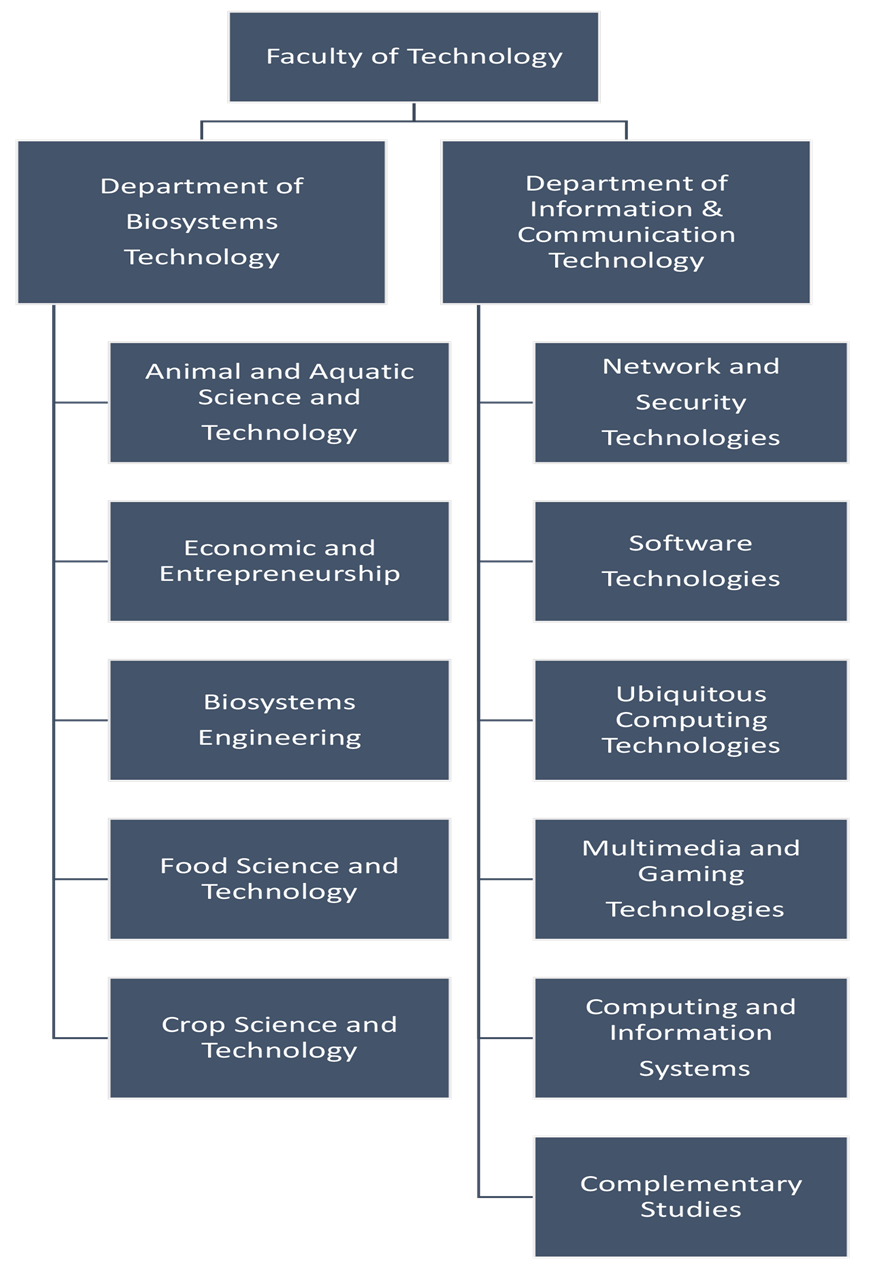 Faculty of Technology
Department of
Biosystems
Technology
Department of
Information &
Communication
Technology
Animal and Aquatic
Science and
Technology
Economic and
Entrepreneurship
Biosystems
Engineering
Food Science and
Technology
Crop Science and
Technology
Network and
Security
Technologies
Software
Technologies
Ubiquitous
Computing
Technologies
Multimedia and
Gaming
Technologies
Computing and
Information
Systems
Complementary
Studies